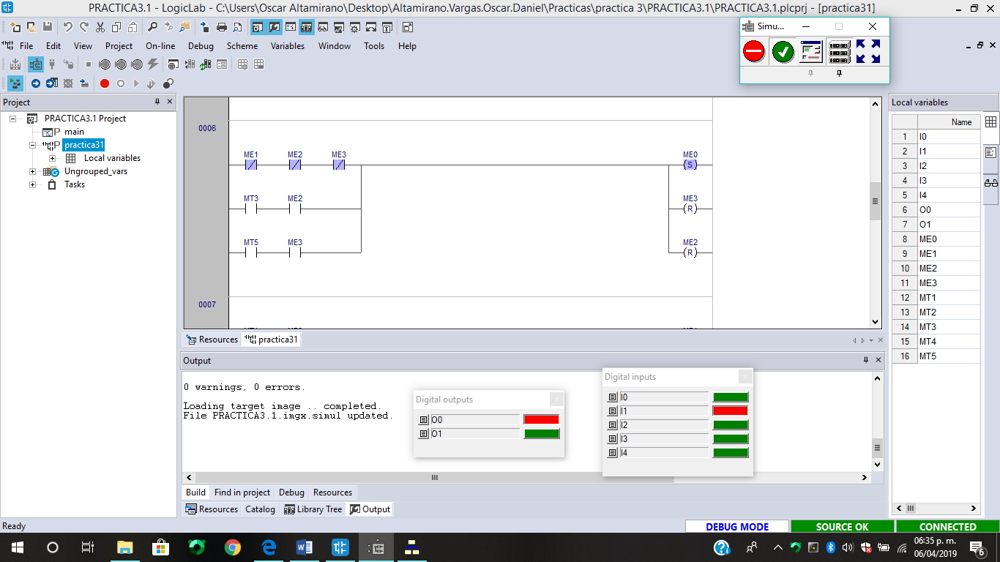 PRACTICA3.1 - LogicLab - C:\Users\Oscar Altamirano\Desktop\Altamirano.Vargas.Oscar.Daniel\Practicas\practica 3\PRACTICA3.1\PRACTICA3.1.plcprj - [practica31]
Simu...
File Edit View Project On-line Debug Scheme Variables Window Tools Help
Project
PRACTICA3.1 Project
main
practica31
Local variables
Ungrouped_vars
Tasks
0006
ME1 ME2 ME3 ME0
S
MT3 ME2 ME3
R
MT5 ME3 ME2
R
0007
Resources practica31
Local variables
Name
1 I0
2 I1
3 I2
4 I3
5 I4
6 O0
7 O1
8 ME0
9 ME1
10 ME2
11 ME3
12 MT1
13 MT2
14 MT3
15 MT4
16 MT5
Output
0 warnings, 0 errors.
Loading target image .. completed.
File PRACTICA3.1.imgx.simul updated.
Digital outputs
O0
O1
Digital inputs
I0
I1
I2
I3
I4
Build Find in project Debug Resources
Resources Catalog Library Tree Output
Ready
DEBUG MODE SOURCE OK CONNECTED
06:35 p. m.
06/04/2019
6